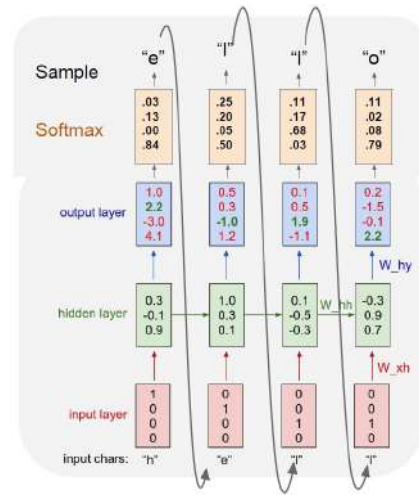 "e" "l" "l" "o"
Sample
.03 .25 .11 .11
.13 .20 .17 .02
.00 .05 .68 .08
.84 .50 .03 .79
Softmax
1.0 0.5 0.1 0.2
2.2 0.3 0.5 -1.5
-3.0 -1.0 1.9 -0.1
4.1 1.2 -1.1 2.2
output layer
W_hy
0.3 1.0 0.1 -0.3
-0.1 0.3 -0.5 0.9
0.9 0.1 -0.3 0.7
hidden layer
W_hh
W_xh
1 0 0 0
0 1 0 0
0 0 1 1
0 0 0 0
input layer
input chars: "h" "e" "l" "l"